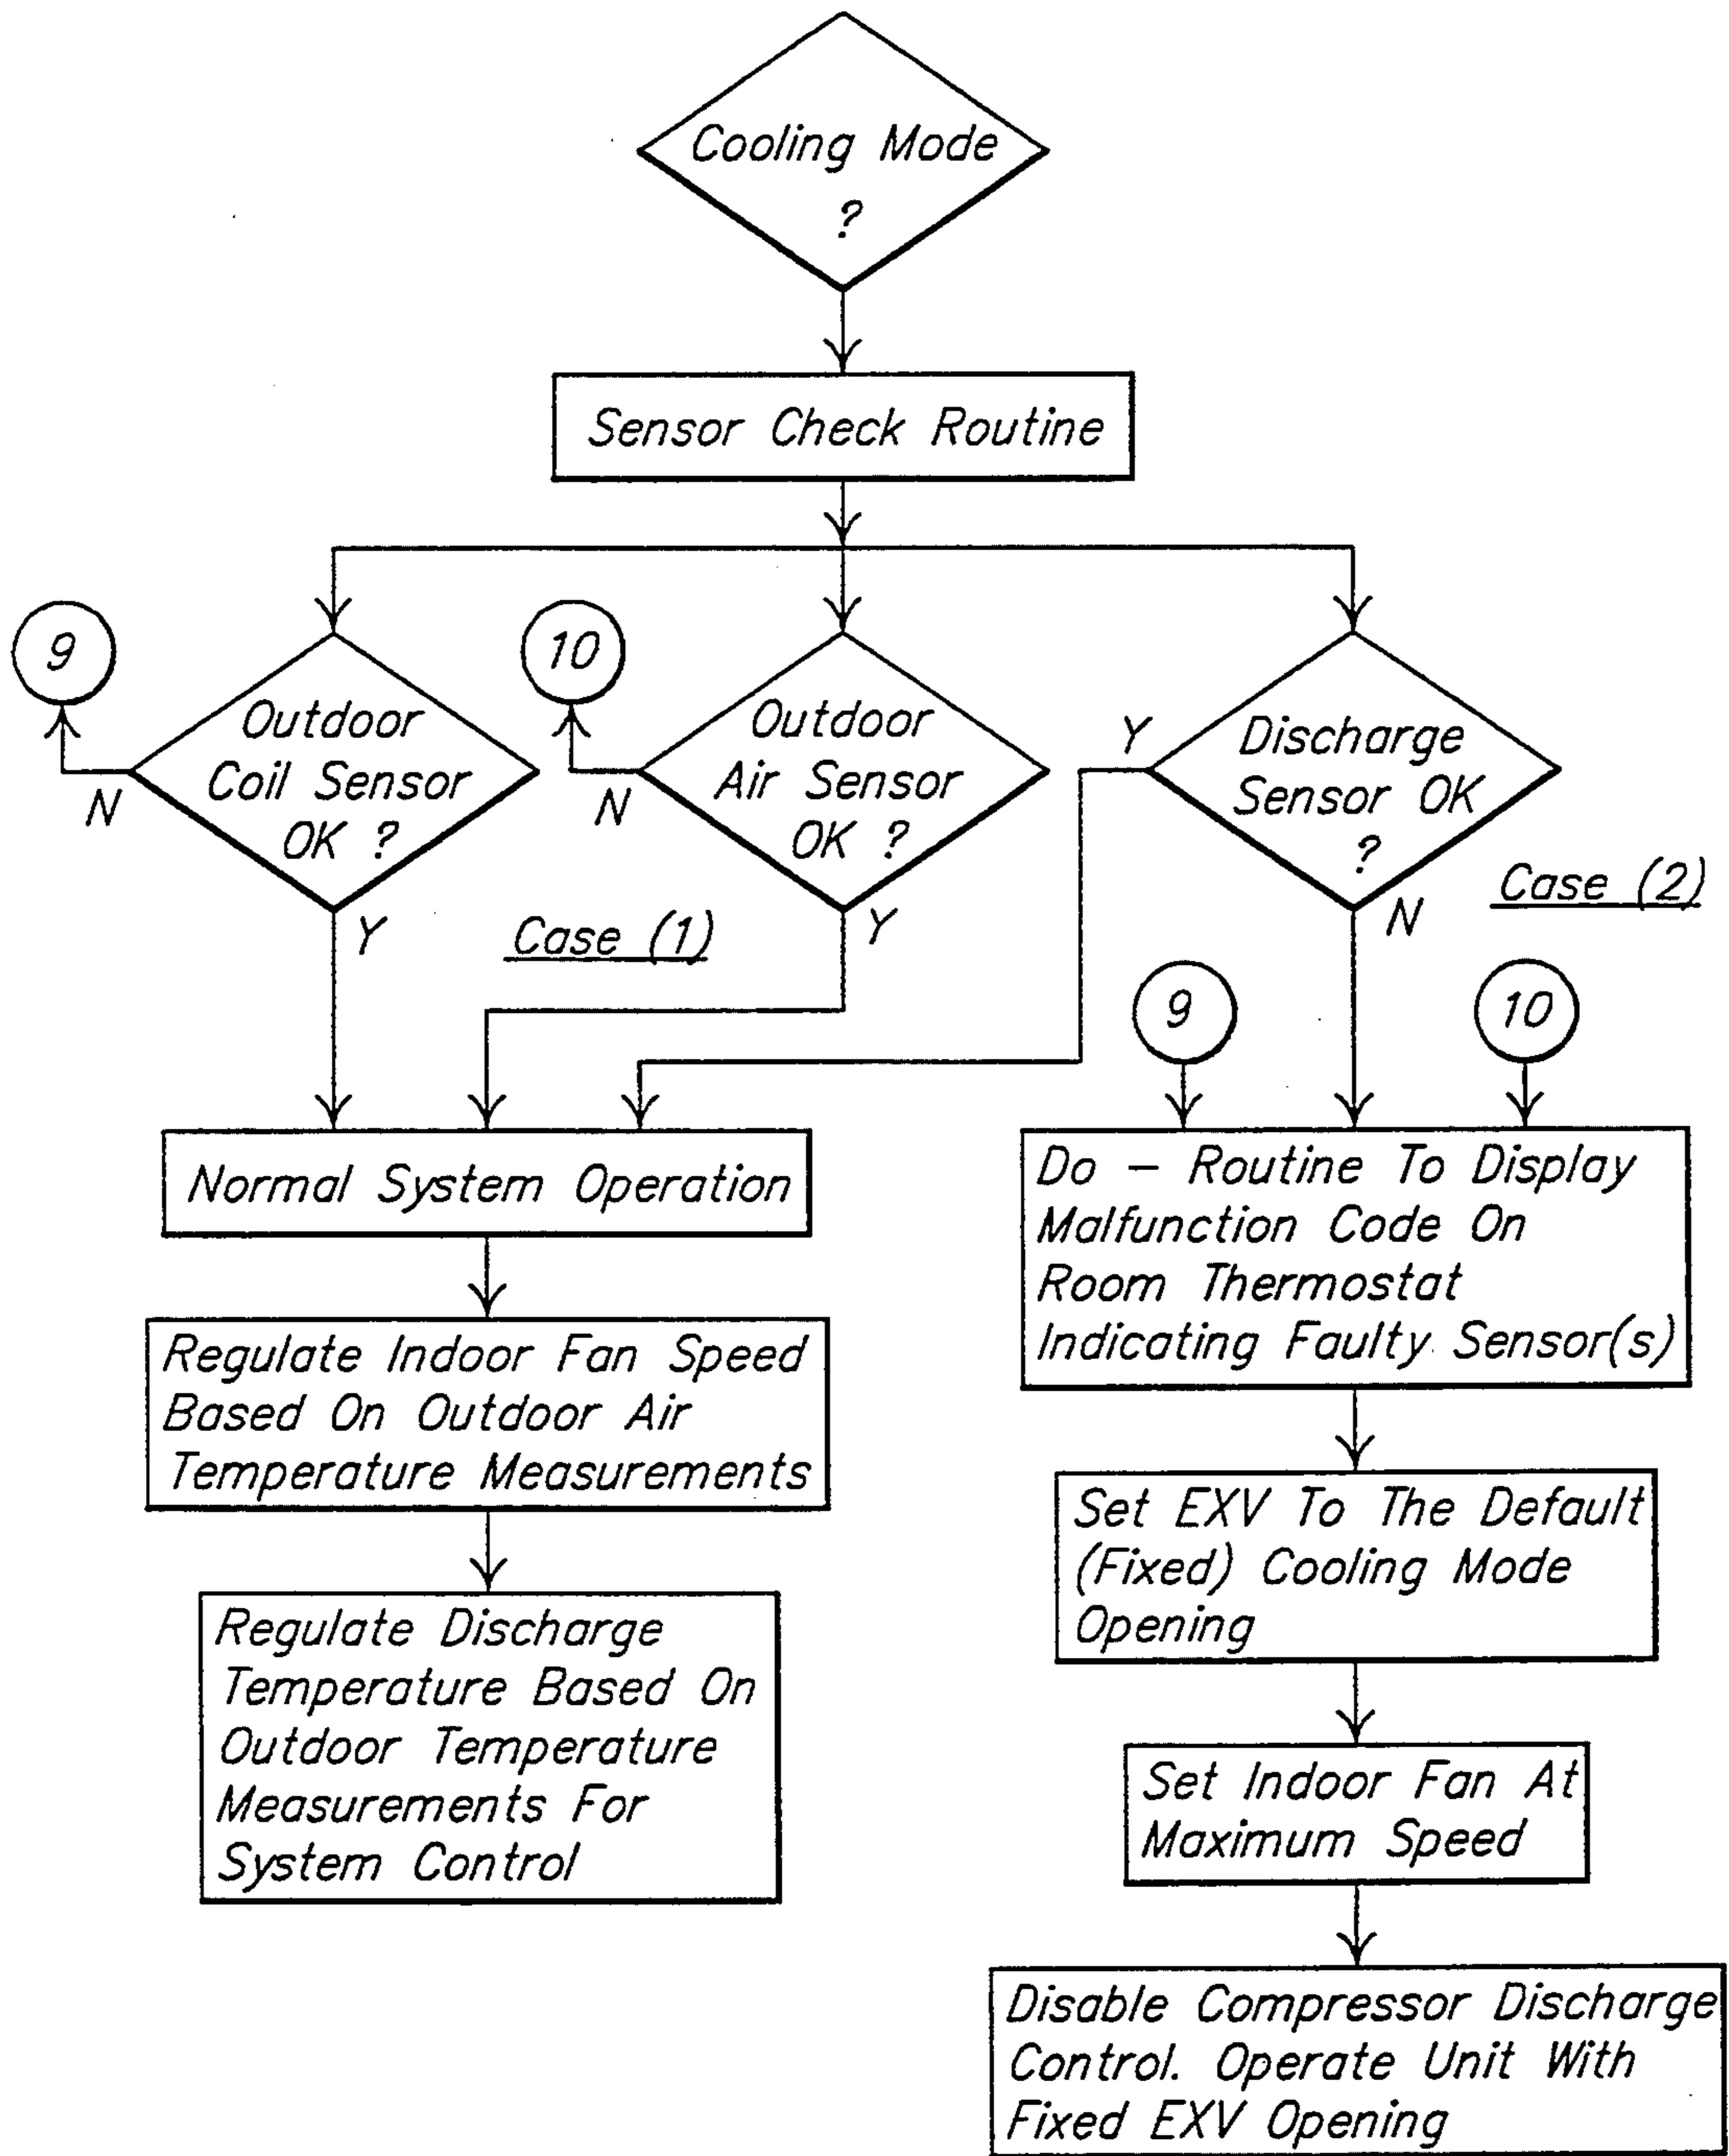 Cooling Mode
?
Sensor Check Routine
9
Outdoor
Coil Sensor
OK ?
N
Y
10
Outdoor
Air Sensor
OK ?
N
Y
Case (1)
Y
Discharge
Sensor OK
?
N
Case (2)
Normal System Operation
Regulate Indoor Fan Speed
Based On Outdoor Air
Temperature Measurements
Regulate Discharge
Temperature Based On
Outdoor Temperature
Measurements For
System Control
9
10
Do – Routine To Display
Malfunction Code On
Room Thermostat
Indicating Faulty Sensor(s)
Set EXV To The Default
(Fixed) Cooling Mode
Opening
Set Indoor Fan At
Maximum Speed
Disable Compressor Discharge
Control. Operate Unit With
Fixed EXV Opening